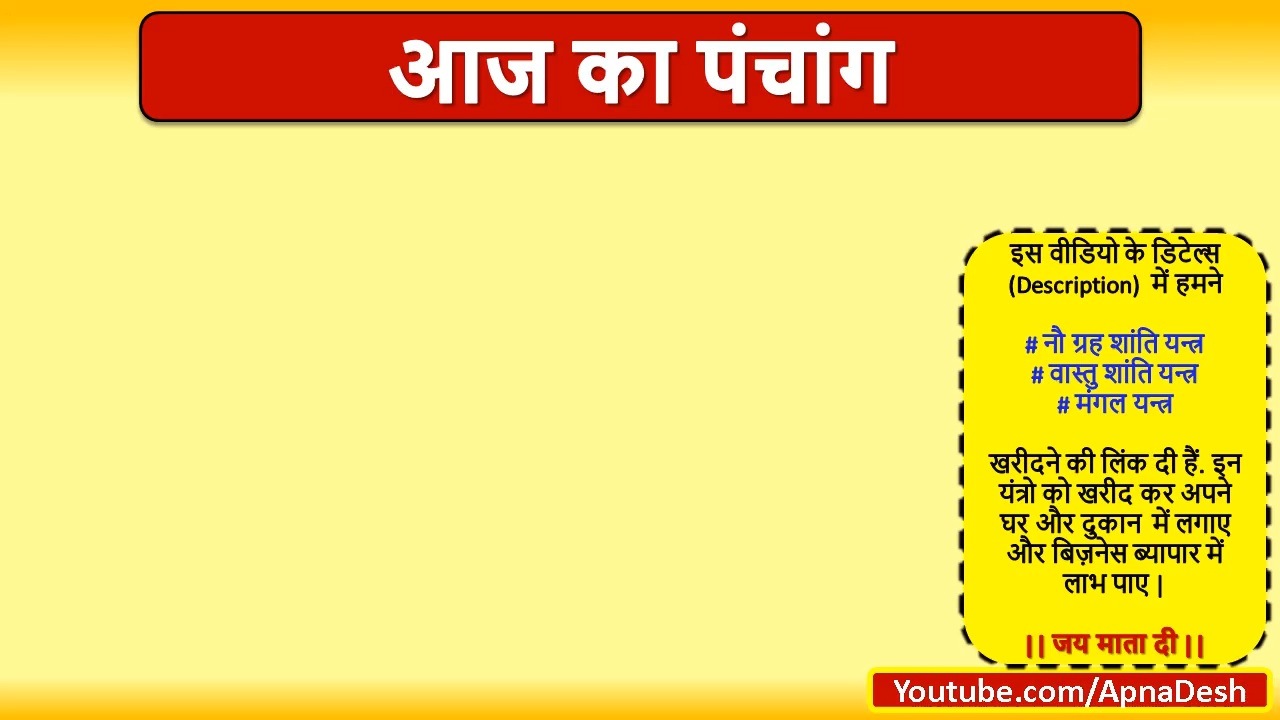 आज का पंचांग
इस वीडियो के डिटेल्स
(Description) में हमने
# नौ ग्रह शांति यन्त्र
# वास्तु शांति यन्त्र
# मंगल यन्त्र
खरीदने की लिंक दी हैं. इन
यंत्रो को खरीद कर अपने
घर और दुकान में लगाए
और बिज़नेस ब्यापार में
लाभ पाए |
|| जय माता दी ||
Youtube.com/ApnaDesh